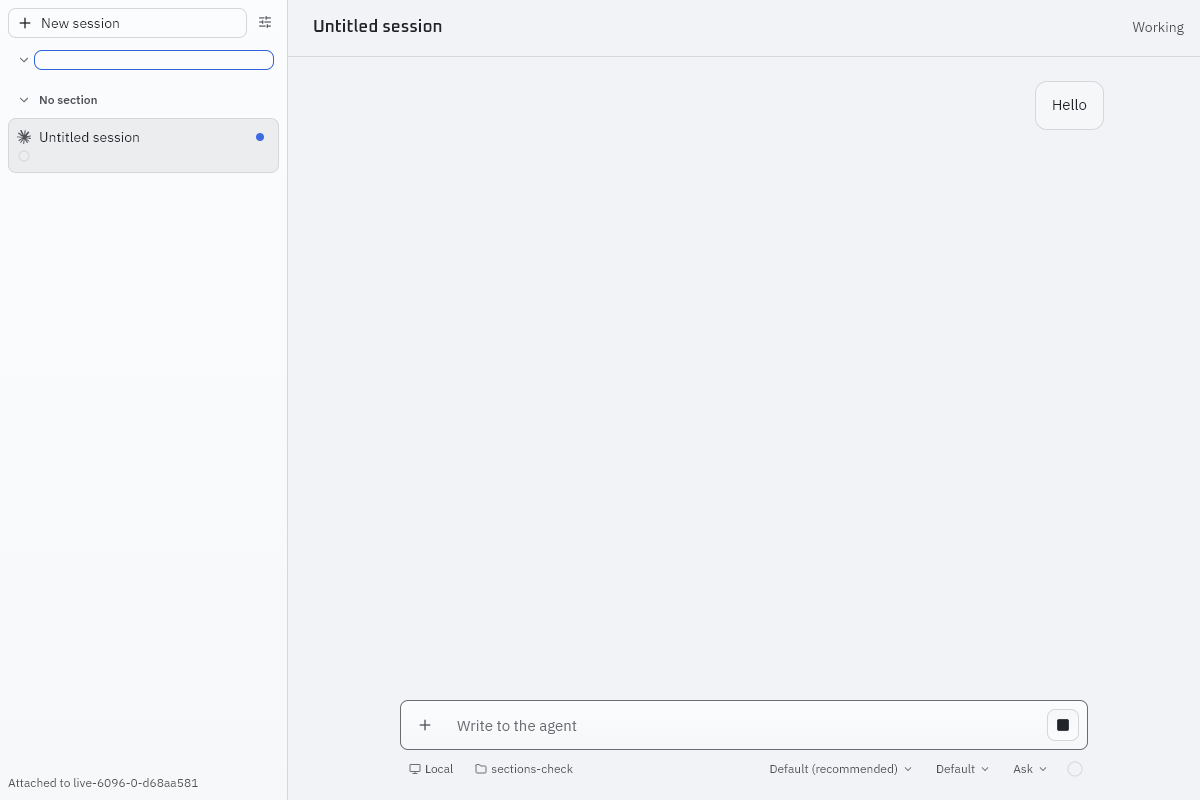 New session
No section
Untitled session
Attached to live-6096-0-d68aa581
Untitled session
Working
Hello
Write to the agent
Local
sections-check
Default (recommended)
Default
Ask